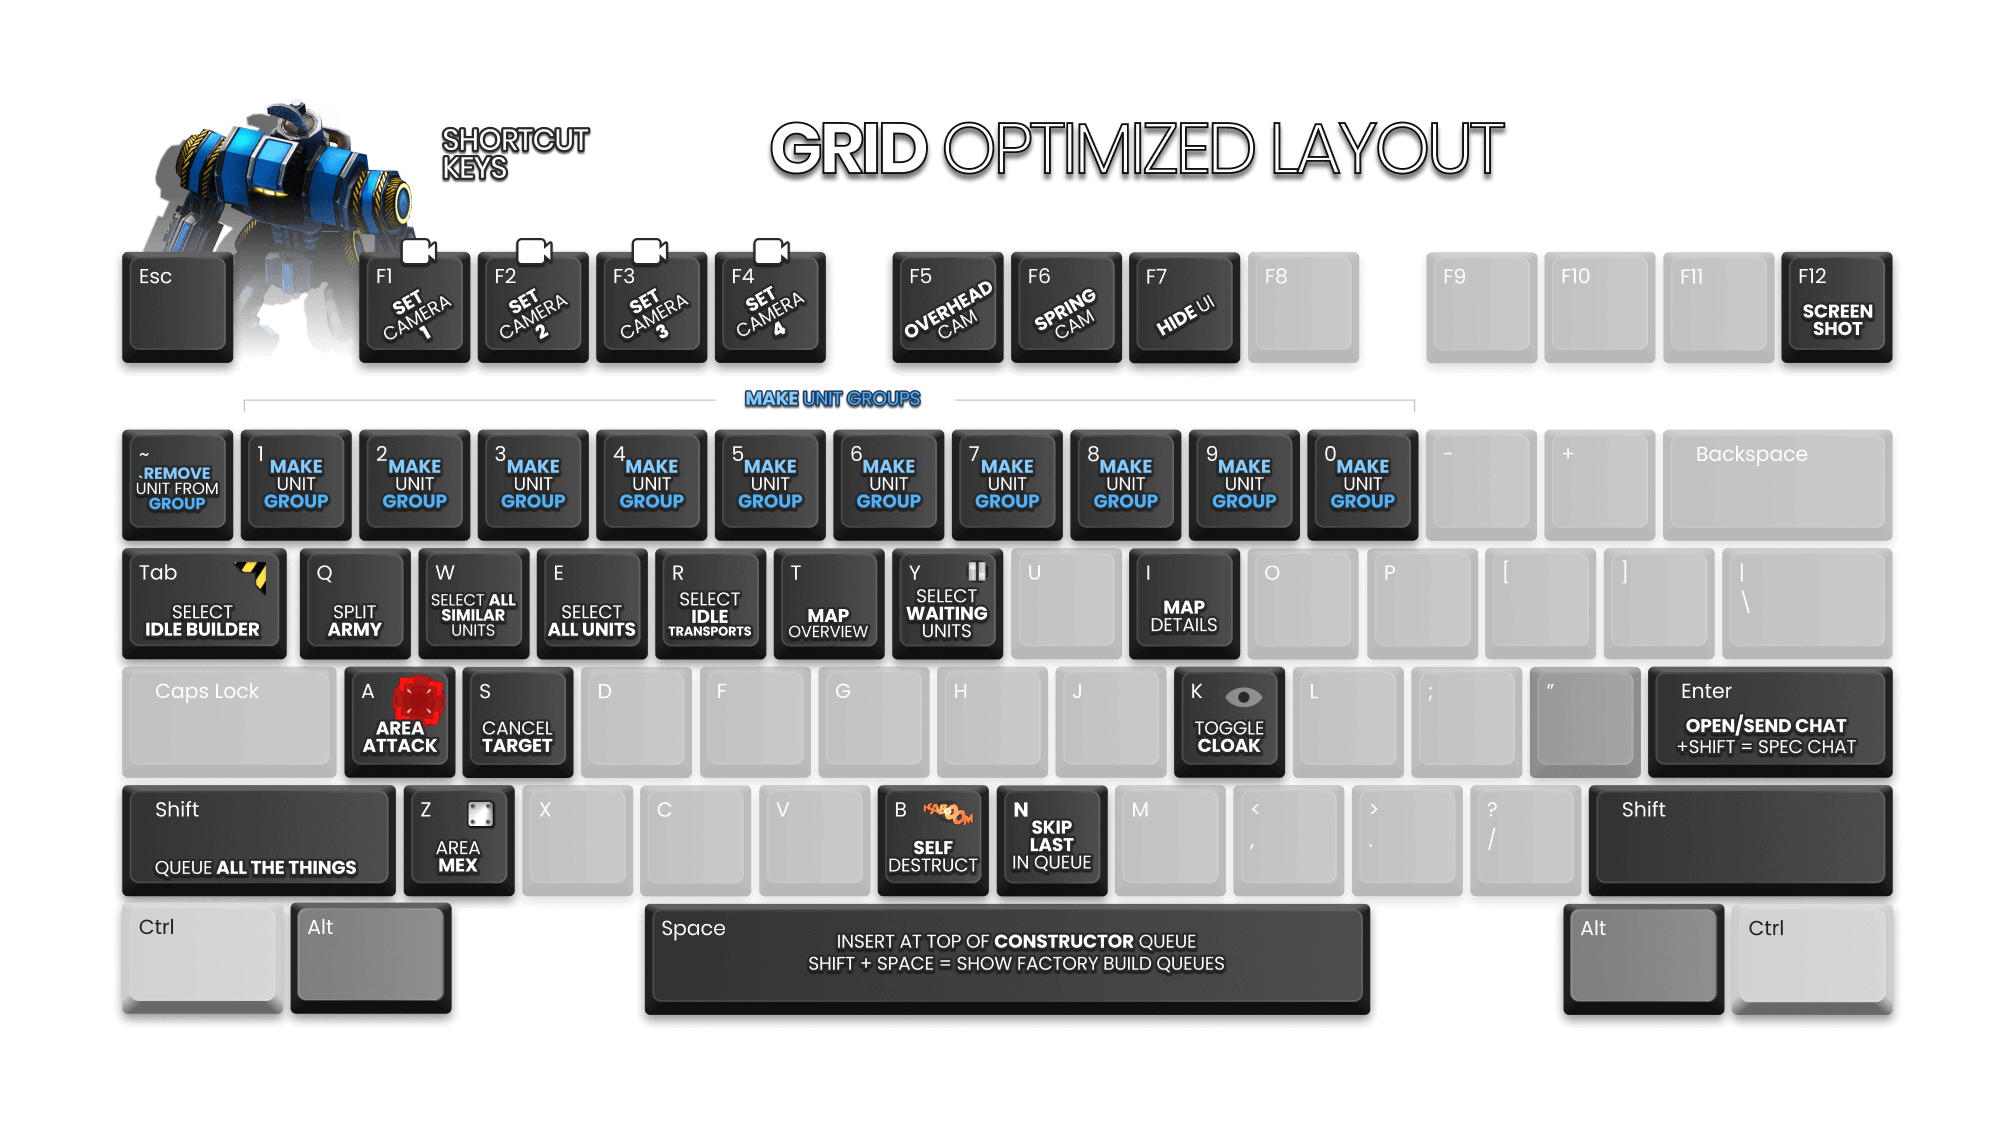 SHORTCUT
KEYS
GRID OPTIMIZED LAYOUT
Esc
F1
SET
CAMERA
1
F2
SET
CAMERA
2
F3
SET
CAMERA
3
F4
SET
CAMERA
4
F5
OVERHEAD
CAM
F6
SPRING
CAM
F7
HIDE UI
F8
F9
F10
F11
F12
SCREEN
SHOT
MAKE UNIT GROUPS
~
` REMOVE
UNIT FROM
GROUP
1
MAKE
UNIT
GROUP
2
MAKE
UNIT
GROUP
3
MAKE
UNIT
GROUP
4
MAKE
UNIT
GROUP
5
MAKE
UNIT
GROUP
6
MAKE
UNIT
GROUP
7
MAKE
UNIT
GROUP
8
MAKE
UNIT
GROUP
9
MAKE
UNIT
GROUP
0
MAKE
UNIT
GROUP
-
+
Backspace
Tab
SELECT
IDLE BUILDER
Q
SPLIT
ARMY
W
SELECT ALL
SIMILAR
UNITS
E
SELECT
ALL UNITS
R
SELECT
IDLE
TRANSPORTS
T
MAP
OVERVIEW
Y
SELECT
WAITING
UNITS
U
I
MAP
DETAILS
O
P
[
]
|
\
Caps Lock
A
AREA
ATTACK
S
CANCEL
TARGET
D
F
G
H
J
K
TOGGLE
CLOAK
L
;
"
Enter
OPEN/SEND CHAT
+SHIFT = SPEC CHAT
Shift
QUEUE ALL THE THINGS
Z
AREA
MEX
X
C
V
B
KABOOM
SELF
DESTRUCT
N
SKIP
LAST
IN QUEUE
M
<
,
>
.
?
/
Shift
Ctrl
Alt
Space
INSERT AT TOP OF CONSTRUCTOR QUEUE
SHIFT + SPACE = SHOW FACTORY BUILD QUEUES
Alt
Ctrl